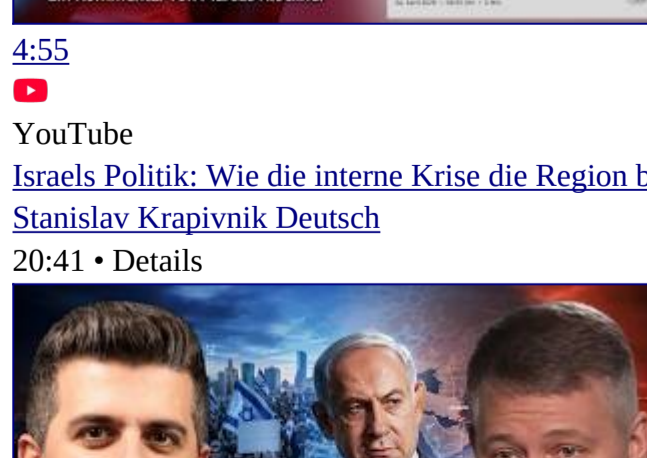 4:55
YouTube
Israels Politik: Wie die interne Krise die Region b
Stanislav Krapivnik Deutsch
20:41 • Details